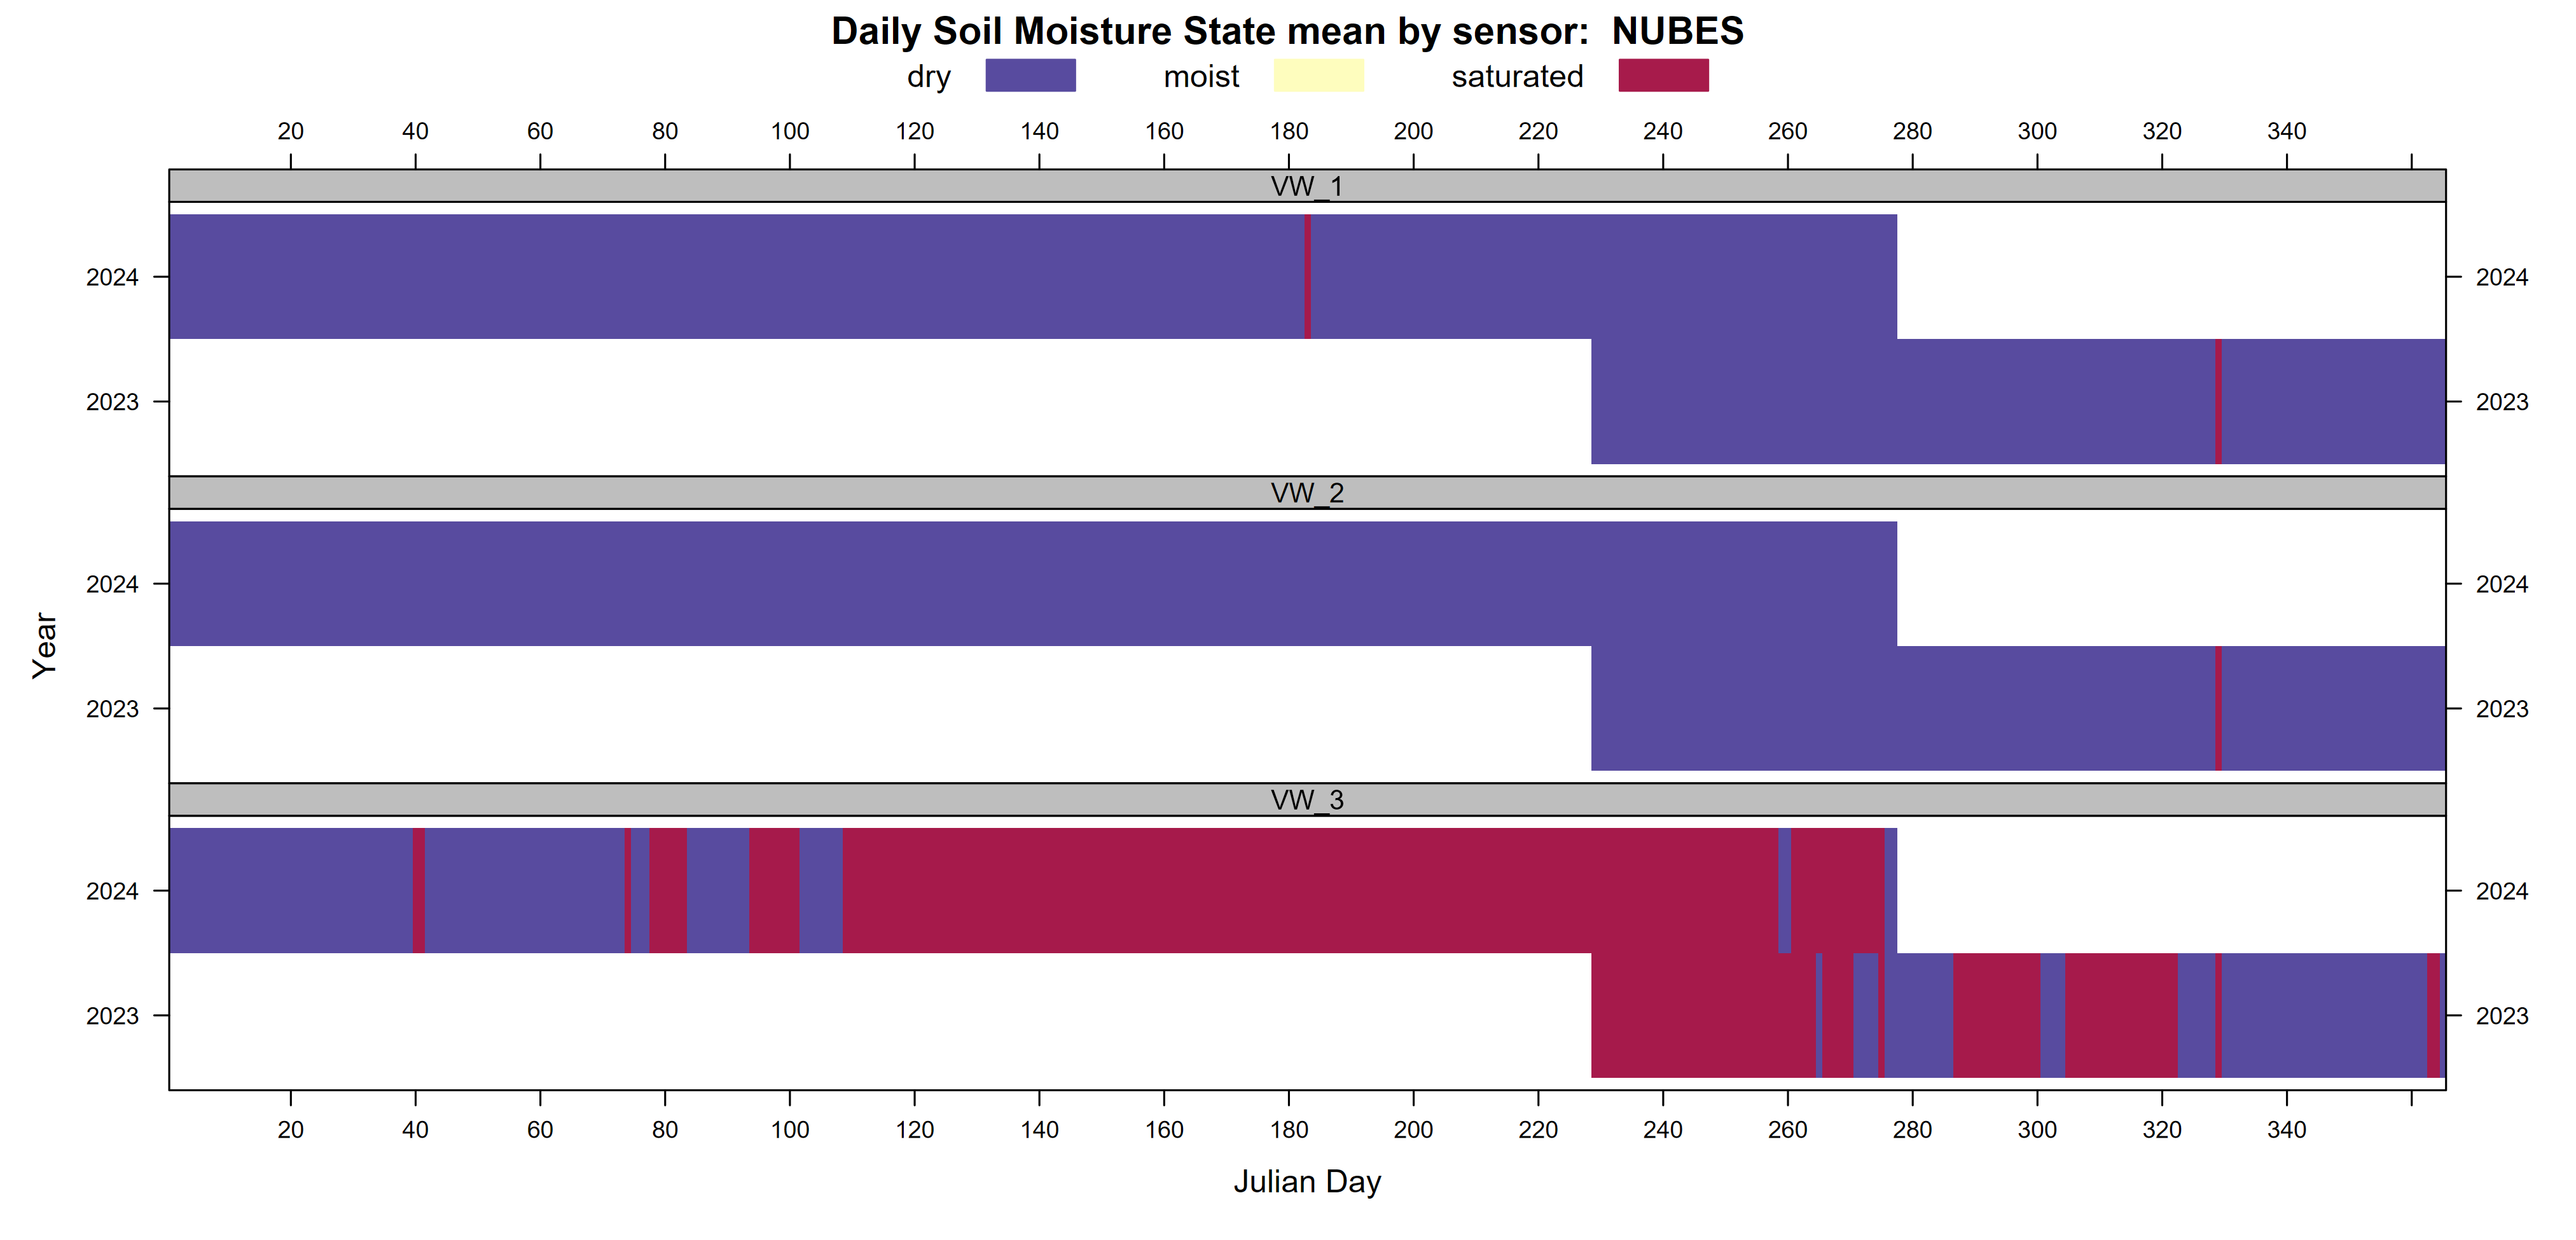 Daily Soil Moisture State mean by sensor:  NUBES
dry moist saturated
20 40 60 80 100 120 140 160 180 200 220 240 260 280 300 320 340
VW_1
2024 2024
2023 2023
VW_2
2024 2024
Year
2023 2023
VW_3
2024 2024
2023 2023
20 40 60 80 100 120 140 160 180 200 220 240 260 280 300 320 340
Julian Day